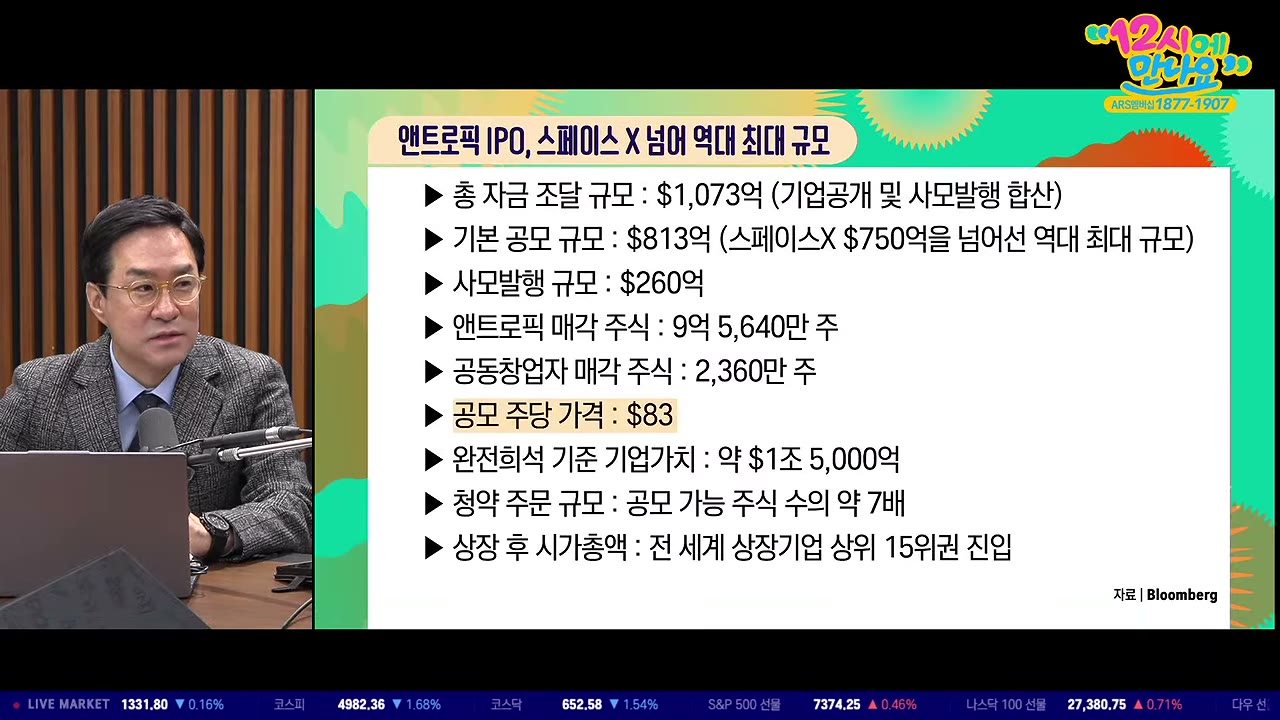 “12시에
만나요”
ARS멤버십 1877-1907
앤트로픽 IPO, 스페이스 X 넘어 역대 최대 규모
▶ 총 자금 조달 규모 : $1,073억 (기업공개 및 사모발행 합산)
▶ 기본 공모 규모 : $813억 (스페이스X $750억을 넘어선 역대 최대 규모)
▶ 사모발행 규모 : $260억
▶ 앤트로픽 매각 주식 : 9억 5,640만 주
▶ 공동창업자 매각 주식 : 2,360만 주
▶ 공모 주당 가격 : $83
▶ 완전희석 기준 기업가치 : 약 $1조 5,000억
▶ 청약 주문 규모 : 공모 가능 주식 수의 약 7배
▶ 상장 후 시가총액 : 전 세계 상장기업 상위 15위권 진입
자료 | Bloomberg
LIVE MARKET 1331.80 ▼ 0.16% 코스피 4982.36 ▼ 1.68% 코스닥 652.58 ▼ 1.54% S&P 500 선물 7374.25 ▲ 0.46% 나스닥 100 선물 27,380.75 ▲ 0.71% 다우 선